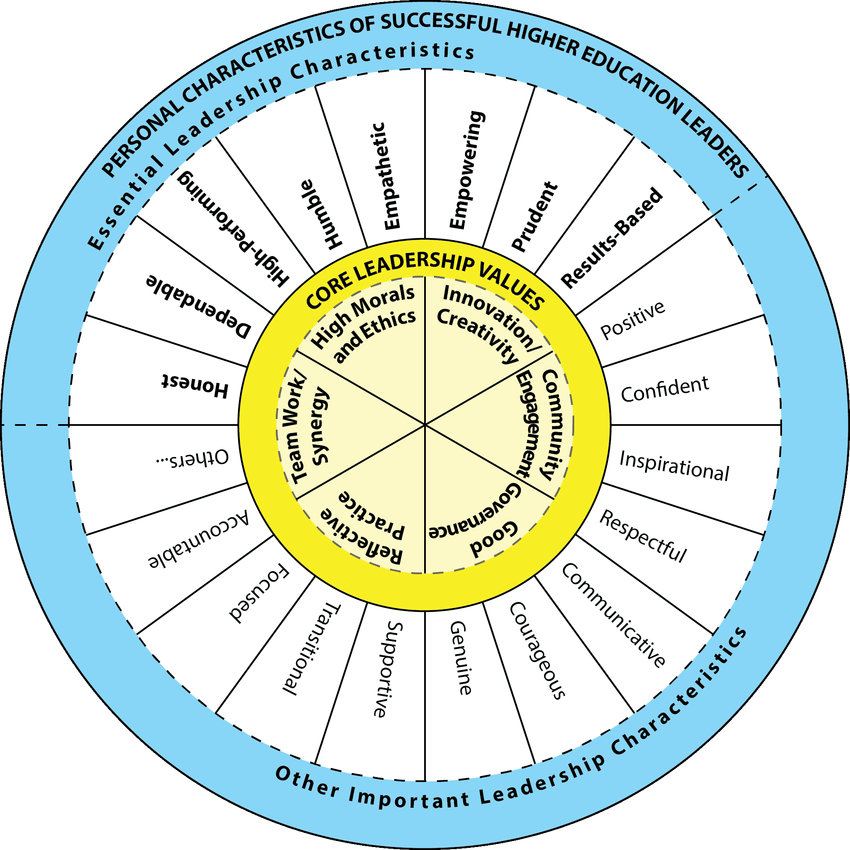 PERSONAL CHARACTERISTICS OF SUCCESSFUL HIGHER EDUCATION LEADERS
Essential Leadership Characteristics
Honest
Dependable
High-Performing
Humble
Empathetic
Empowering
Prudent
Results-Based
Positive
Confident
Inspirational
Respectful
Communicative
Courageous
Genuine
Supportive
Transitional
Focused
Accountable
Others...
Other Important Leadership Characteristics
CORE LEADERSHIP VALUES
High Morals
and Ethics
Innovation/
Creativity
Community
Engagement
Good
Governance
Reflective
Practice
Team Work/
Synergy